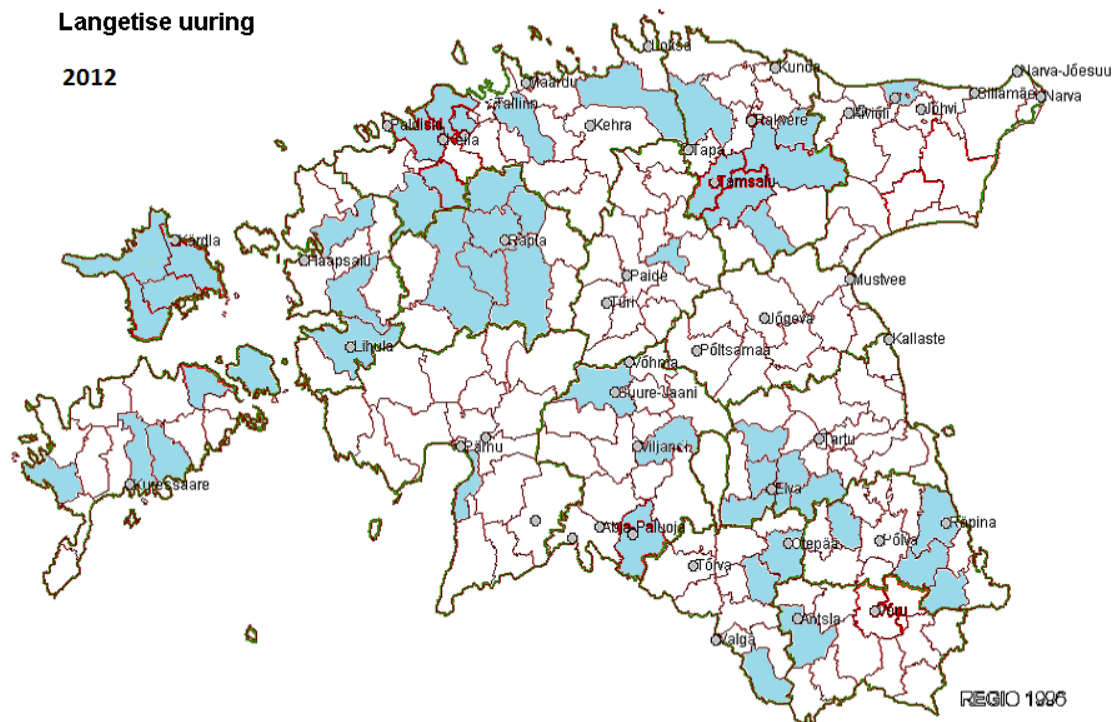 Langetise uuring
2012
Loksa
Kunda
Narva-Jõesuu
Maardu
Sillamäe
Narva
Tallinn
Jõhvi
Kiviõli
Rakvere
Kehra
Keila
Tapa
Tamsalu
Kärdla
Rapla
Haapsalu
Paide
Mustvee
Türi
Jõgeva
Kallaste
Lihula
Põltsamaa
Võhma
Suure-Jaani
Tartu
Pärnu
Viljandi
Kuressaare
Elva
Räpina
Abja-Paluoja
Põlva
Otepää
Tõrva
Võru
Antsla
Valga
REGIO 1996